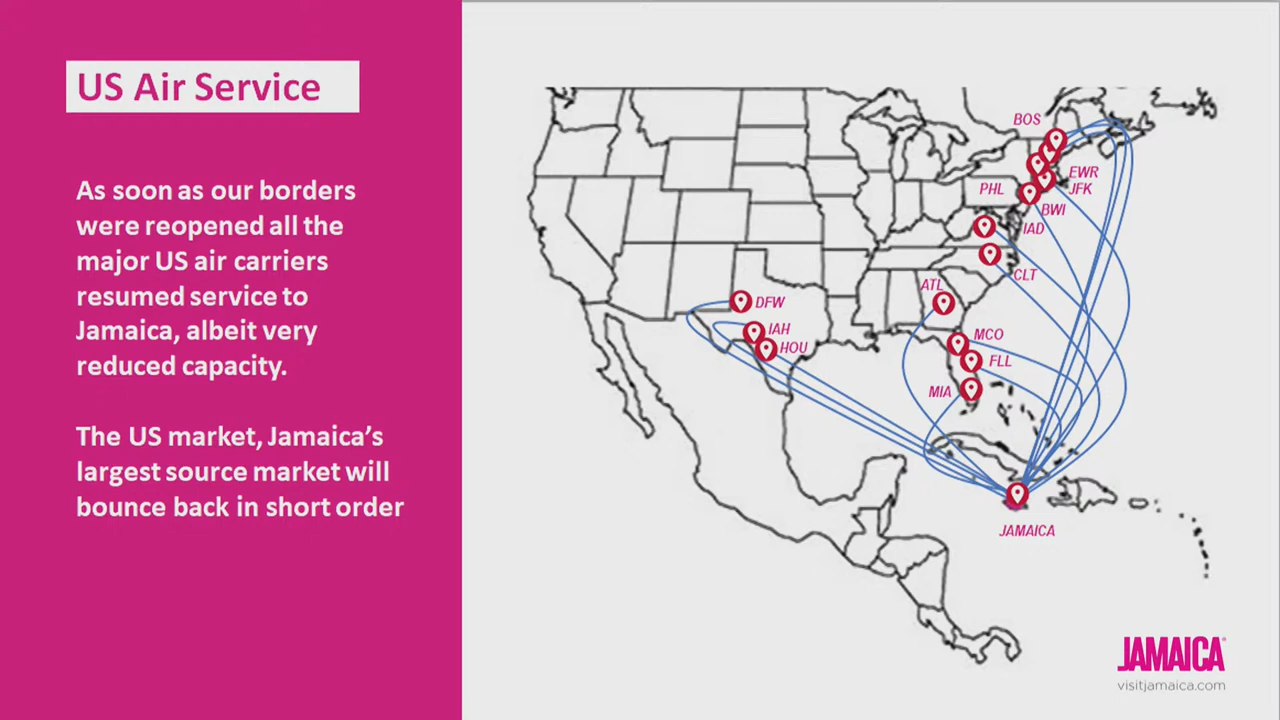 US Air Service
As soon as our borders
were reopened all the
major US air carriers
resumed service to
Jamaica, albeit very
reduced capacity.
The US market, Jamaica's
largest source market will
bounce back in short order
BOS
EWR
PHL
JFK
BWI
IAD
CLT
ATL
DFW
IAH
MCO
HOU
FLL
MIA
JAMAICA
JAMAICA®
visitjamaica.com